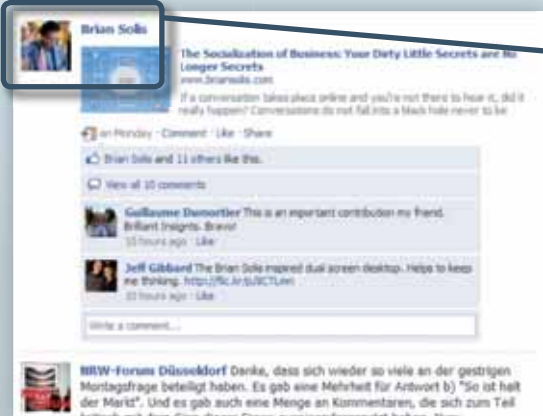 Brian Solis
The Socialization of Business: Your Dirty Little Secrets are No
Longer Secrets
www.briansolis.com
If a conversation takes place online and you're not there to hear it, did it
really happen? Conversations do not fall into a black hole never to be
on Monday · Comment · Like · Share
Brian Solis and 11 others like this.
View all 10 comments
Guillaume Dumortier This is an important contribution my friend.
Brilliant Insights. Bravo!
10 hours ago · Like
Jeff Gibbard The Brian Solis inspired dual screen desktop. Helps to keep
me thinking.
10 hours ago · Like
Write a comment...
NRW-Forum Düsseldorf Danke, dass sich wieder so viele an der gestrigen
Montagsfrage beteiligt haben. Es gab eine Mehrheit für Antwort b) "So ist halt
der Markt". Und es gab auch eine Menge an Kommentaren, die sich zum Teil